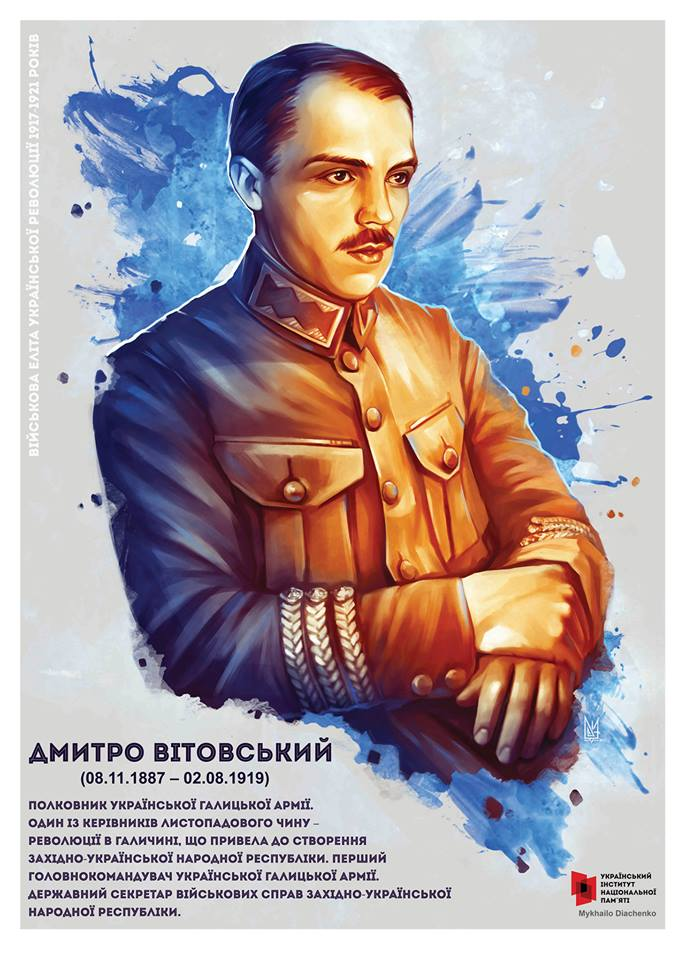 ВІЙСЬКОВА ЕЛІТА УКРАЇНСЬКОЇ РЕВОЛЮЦІЇ 1917-1921 РОКІВ
ДМИТРО ВІТОВСЬКИЙ
(08.11.1887 – 02.08.1919)
ПОЛКОВНИК УКРАЇНСЬКОЇ ГАЛИЦЬКОЇ АРМІЇ.
ОДИН ІЗ КЕРІВНИКІВ ЛИСТОПАДОВОГО ЧИНУ –
РЕВОЛЮЦІЇ В ГАЛИЧИНІ, ЩО ПРИВЕЛА ДО СТВОРЕННЯ
ЗАХІДНО-УКРАЇНСЬКОЇ НАРОДНОЇ РЕСПУБЛІКИ. ПЕРШИЙ
ГОЛОВНОКОМАНДУВАЧ УКРАЇНСЬКОЇ ГАЛИЦЬКОЇ АРМІЇ.
ДЕРЖАВНИЙ СЕКРЕТАР ВІЙСЬКОВИХ СПРАВ ЗАХІДНО-УКРАЇНСЬКОЇ
НАРОДНОЇ РЕСПУБЛІКИ.
УКРАЇНСЬКИЙ
ІНСТИТУТ
НАЦІОНАЛЬНОЇ
ПАМ'ЯТІ
Mykhailo Diachenko